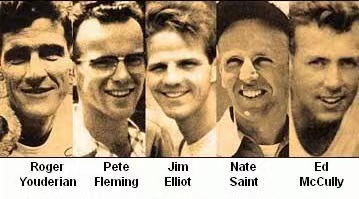 Roger Pete Jim Nate Ed
Youderian Fleming Elliot Saint McCully